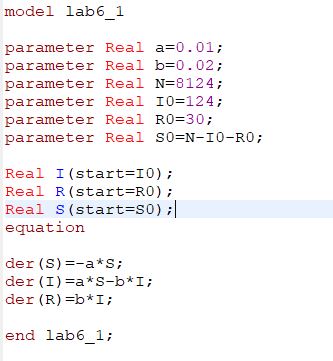 model lab6_1
parameter Real a=0.01;
parameter Real b=0.02;
parameter Real N=8124;
parameter Real I0=124;
parameter Real R0=30;
parameter Real S0=N-I0-R0;
Real I(start=I0);
Real R(start=R0);
Real S(start=S0);
equation
der(S)=-a*S;
der(I)=a*S-b*I;
der(R)=b*I;
end lab6_1;